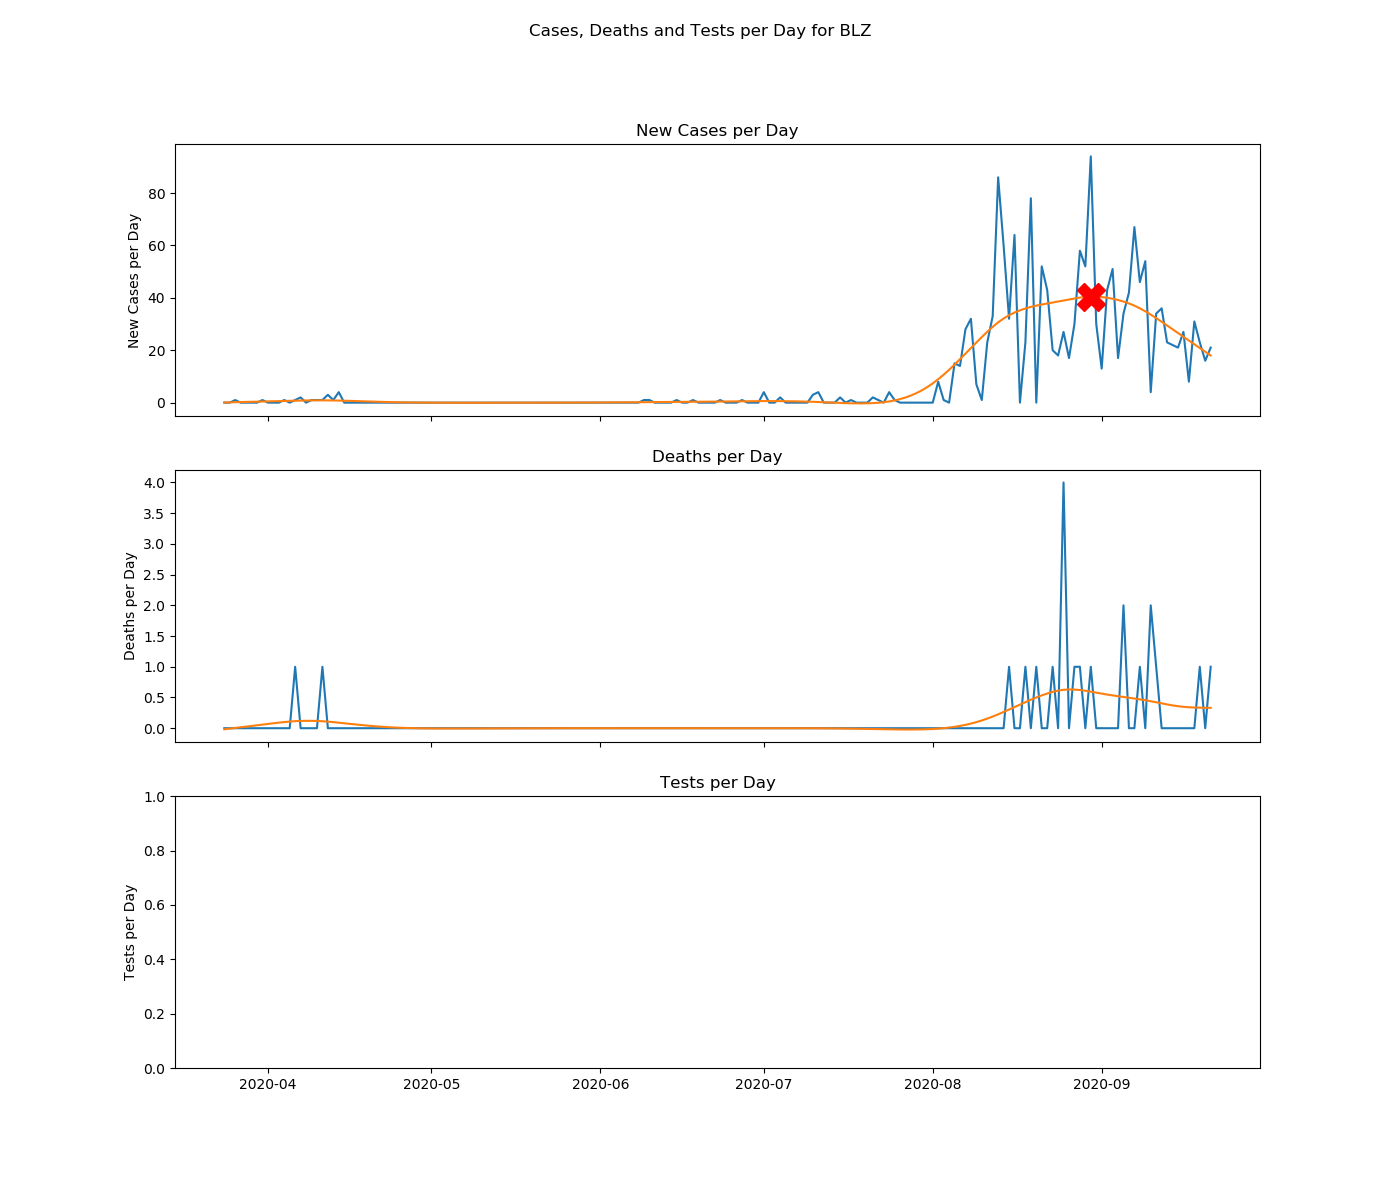 Cases, Deaths and Tests per Day for BLZ
New Cases per Day
New Cases per Day
80
60
40
20
0
Deaths per Day
Deaths per Day
4.0
3.5
3.0
2.5
2.0
1.5
1.0
0.5
0.0
Tests per Day
Tests per Day
1.0
0.8
0.6
0.4
0.2
0.0
2020-04 2020-05 2020-06 2020-07 2020-08 2020-09